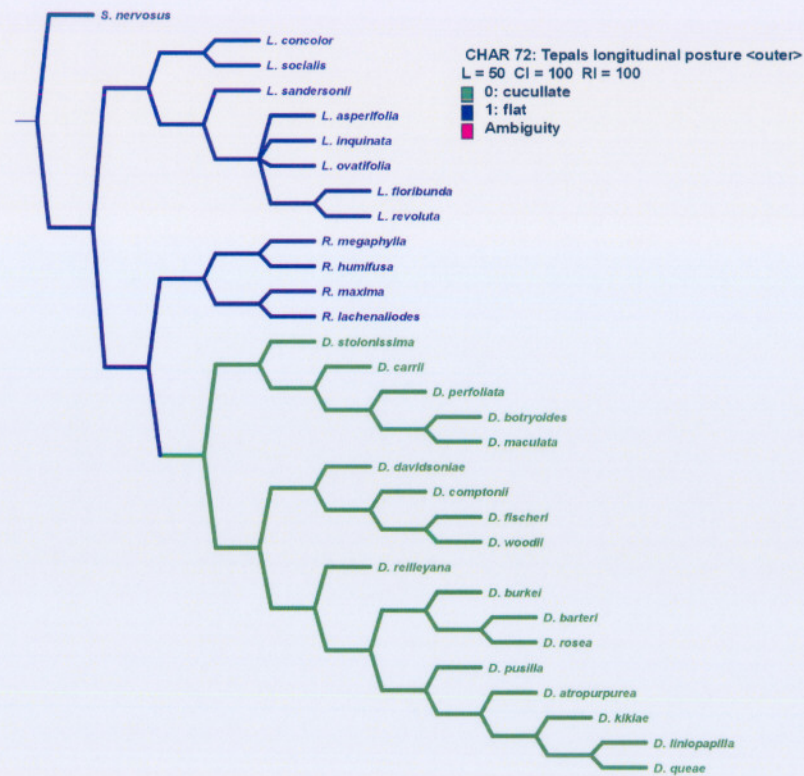 S. nervosus
L. concolor
CHAR 72: Tepals longitudinal posture <outer>
L. socialis
L = 50 CI = 100 RI = 100
0: cucullate
L. sandersonii
1: flat
L. asperifolia
Ambiguity
L. inquinata
L. ovatifolia
L. floribunda
L. revoluta
R. megaphylla
R. humifusa
R. maxima
R. lachenaliodes
D. stolonissima
D. carrii
D. perfoliata
D. botryoides
D. maculata
D. davidsoniae
D. comptonii
D. fischeri
D. woodii
D. reilleyana
D. burkei
D. barteri
D. rosea
D. pusilla
D. atropurpurea
D. kikiae
D. liniopapilla
D. queae